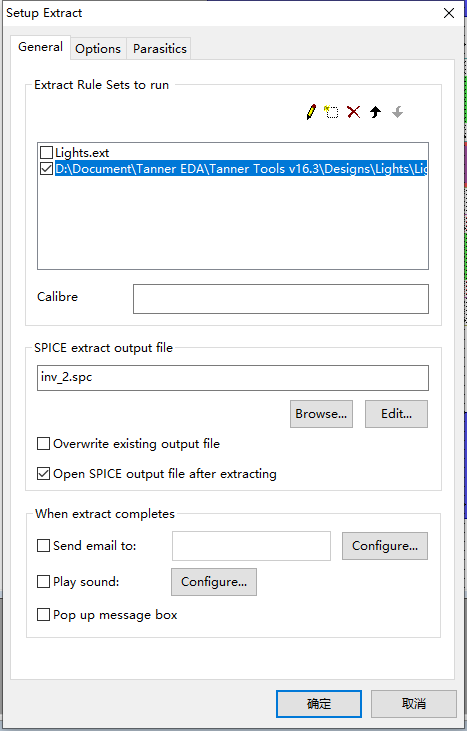 Setup Extract
General
Options
Parasitics
Extract Rule Sets to run
Lights.ext
D:\Document\Tanner EDA\Tanner Tools v16.3\Designs\Lights\Lig
Calibre
SPICE extract output file
inv_2.spc
Browse...
Edit...
Overwrite existing output file
Open SPICE output file after extracting
When extract completes
Send email to:
Configure...
Play sound:
Configure...
Pop up message box
确定
取消